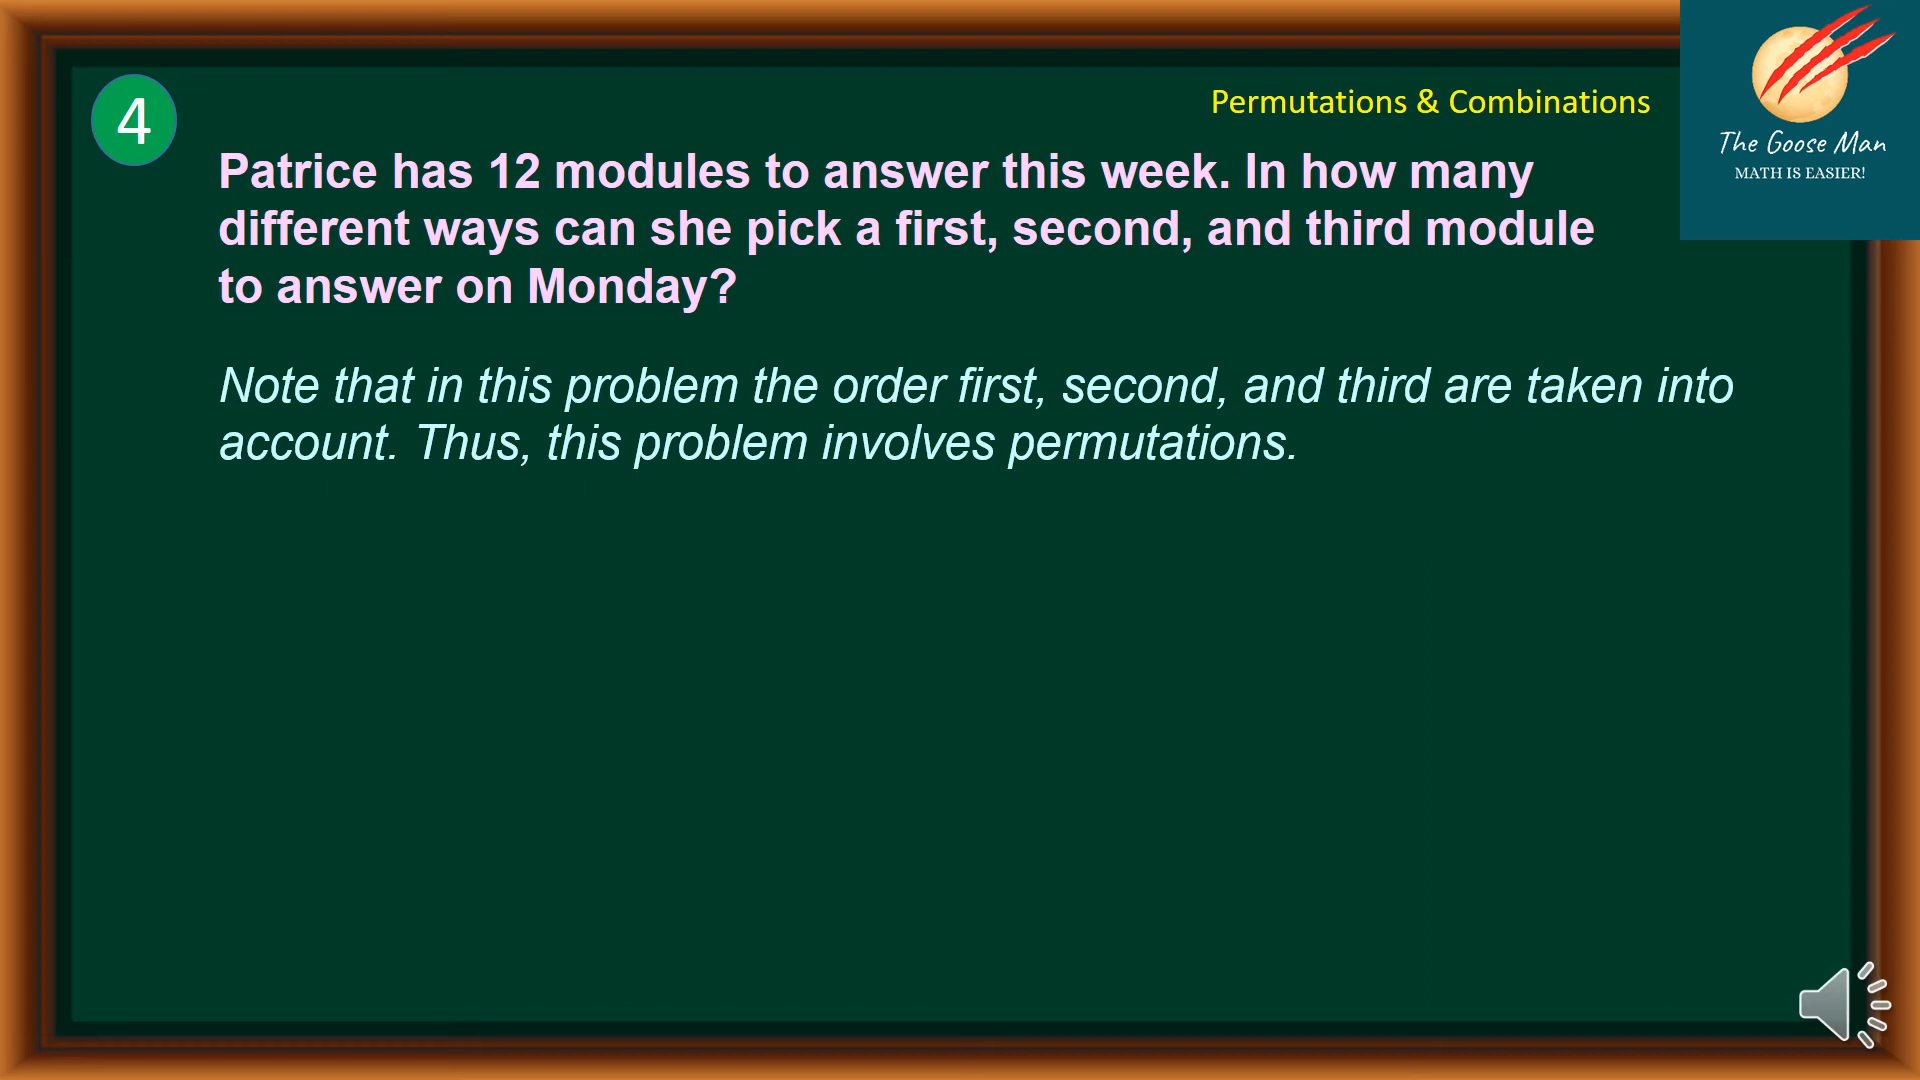 4
Permutations & Combinations
The Goose Man
MATH IS EASIER!
Patrice has 12 modules to answer this week. In how many
different ways can she pick a first, second, and third module
to answer on Monday?
Note that in this problem the order first, second, and third are taken into
account. Thus, this problem involves permutations.